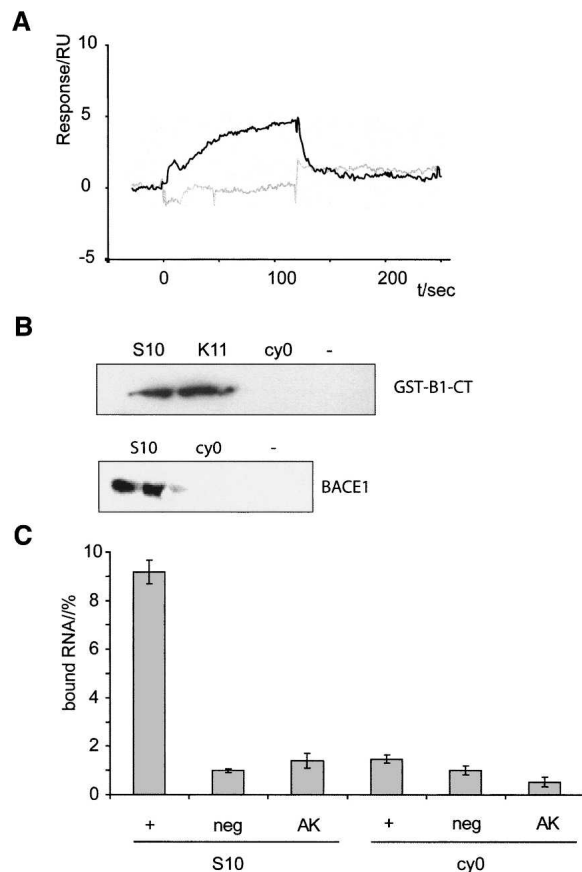 A
Response/RU
10
5
0
-5
0 100 200
t/sec
B
S10 K11 cy0 -
GST-B1-CT
S10 cy0 -
BACE1
C
bound RNA//%
10
8
6
4
2
0
+ neg AK + neg AK
S10 cy0